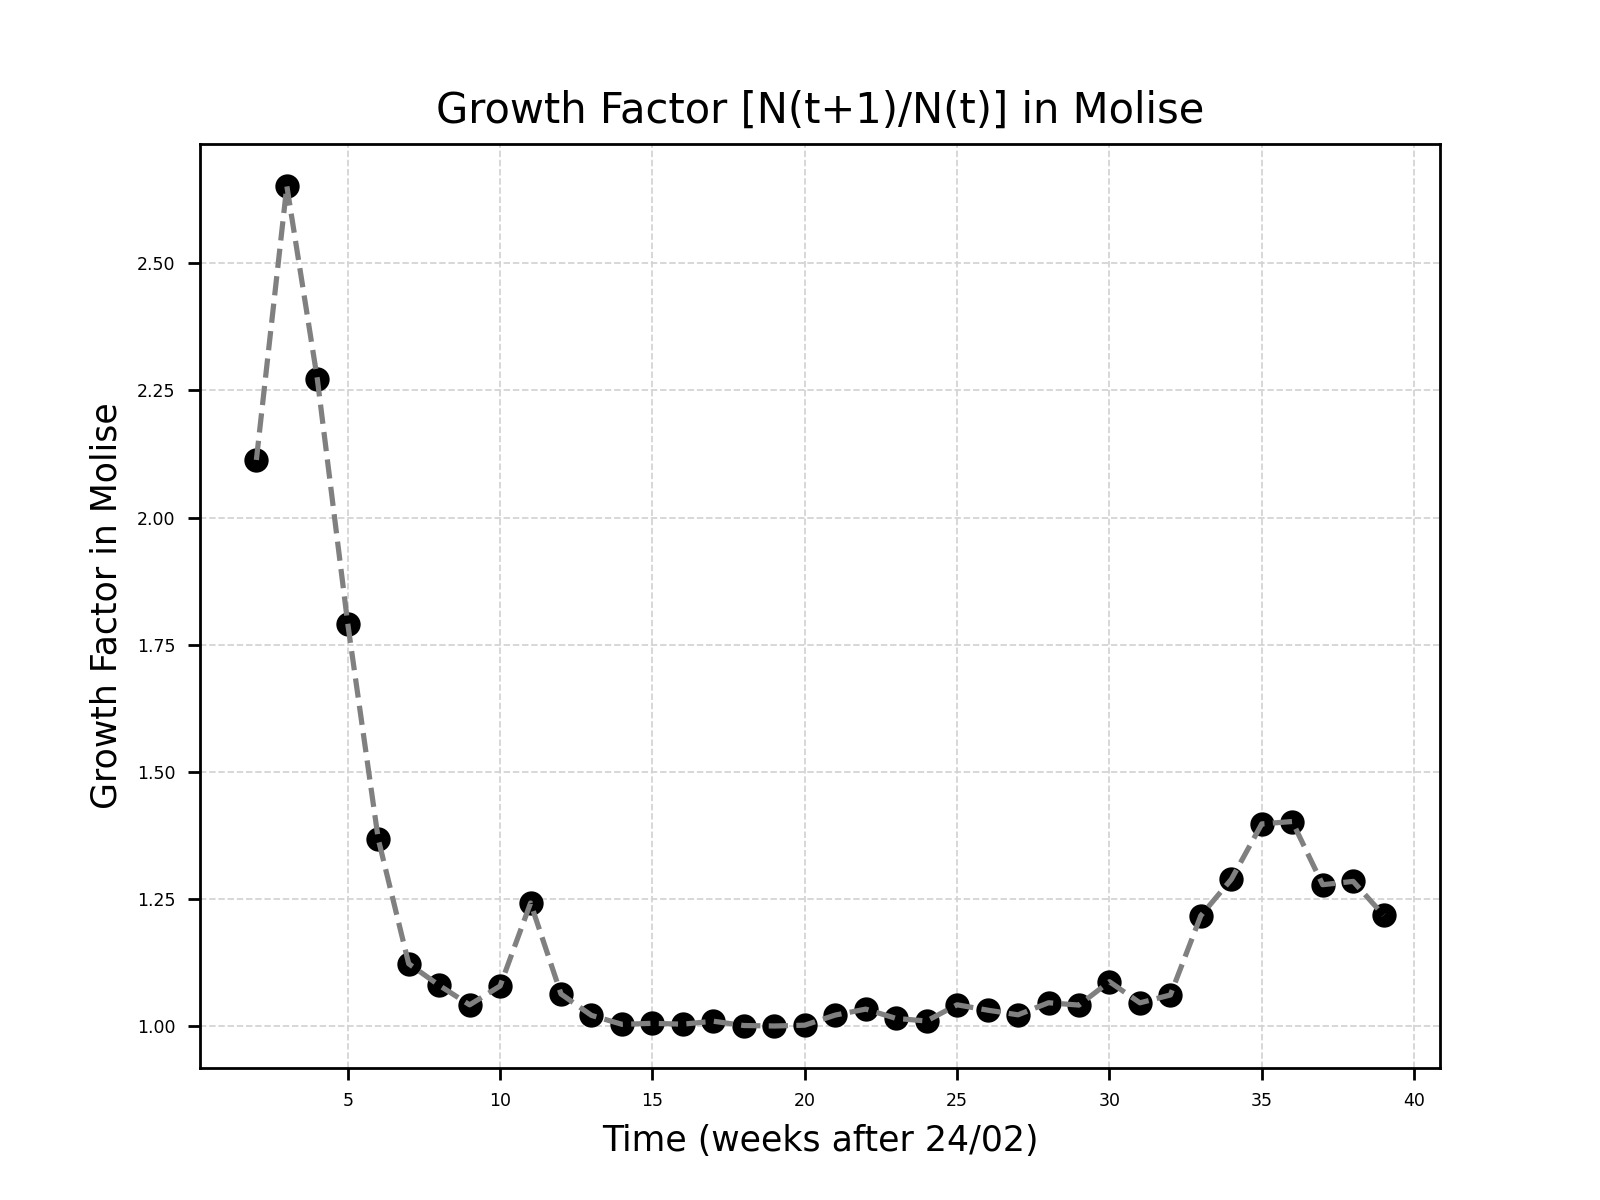 Growth Factor [N(t+1)/N(t)] in Molise
Growth Factor in Molise
2.50
2.25
2.00
1.75
1.50
1.25
1.00
5 10 15 20 25 30 35 40
Time (weeks after 24/02)